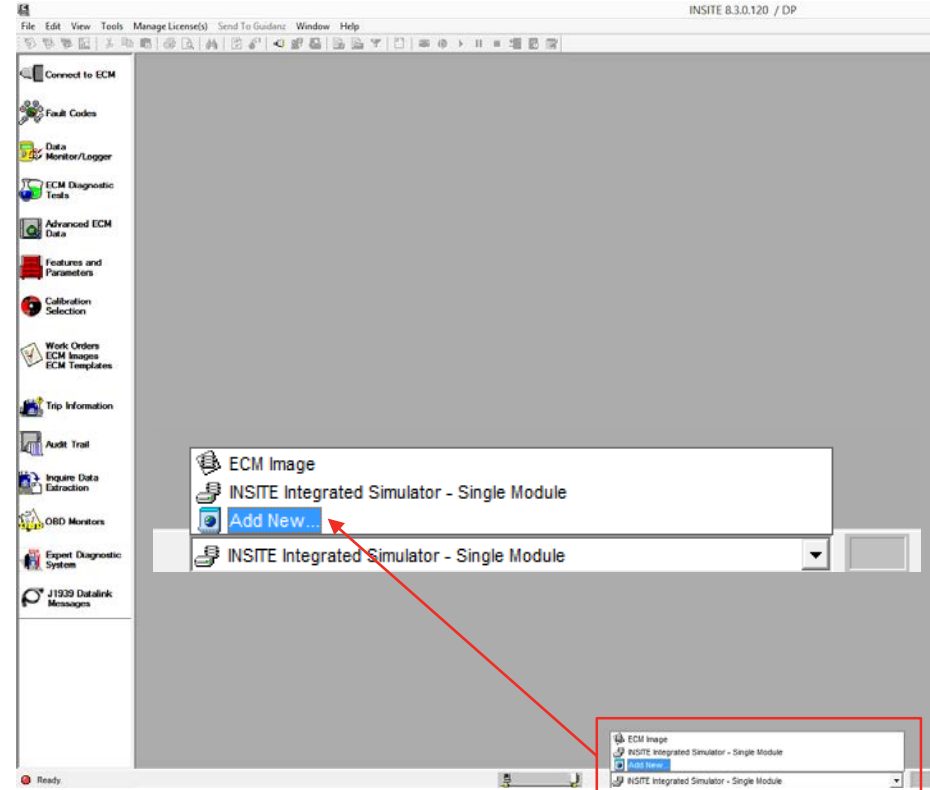 INSITE 8.3.0.120 / DP
File Edit View Tools ManageLicense(s) Send To Guidanz Window Help
Connect to ECM
Fault Codes
Data
Monitor/Logger
ECM Diagnostic
Tests
Advanced ECM
Data
Features and
Parameters
Calibration
Selection
Work Orders
ECM Images
ECM Templates
Trip Information
Audit Trail
Inquire Data
Extraction
OBD Monitors
Expert Diagnostic
System
J1939 Datalink
Messages
ECM Image
INSITE Integrated Simulator - Single Module
Add New...
INSITE Integrated Simulator - Single Module
ECM Image
INSITE Integrated Simulator - Single Module
Add New...
Ready.
INSITE Integrated Simulator - Single Module